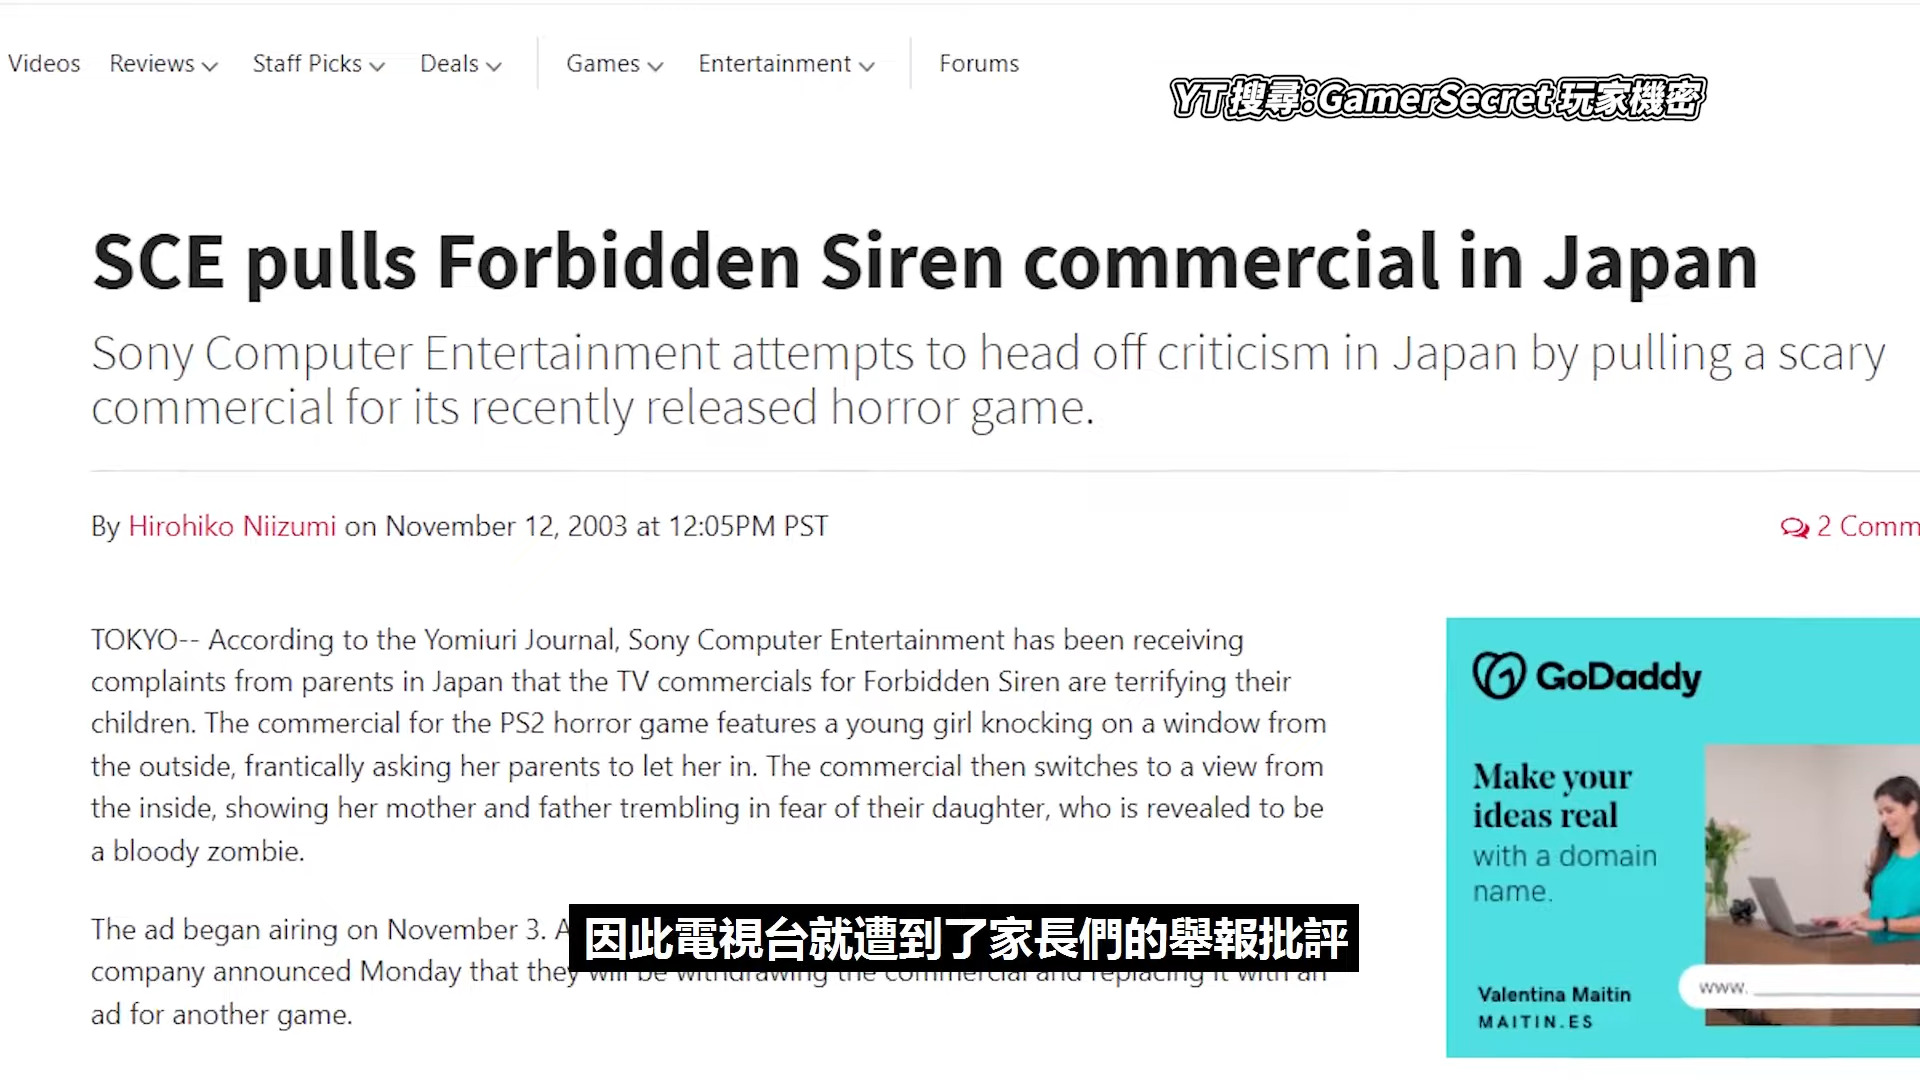 Videos Reviews Staff Picks Deals Games Entertainment Forums
YT搜尋:GamerSecret玩家機密
SCE pulls Forbidden Siren commercial in Japan
Sony Computer Entertainment attempts to head off criticism in Japan by pulling a scary
commercial for its recently released horror game.
By Hirohiko Niizumi on November 12, 2003 at 12:05PM PST
2 Comm
TOKYO-- According to the Yomiuri Journal, Sony Computer Entertainment has been receiving
complaints from parents in Japan that the TV commercials for Forbidden Siren are terrifying their
children. The commercial for the PS2 horror game features a young girl knocking on a window from
the outside, frantically asking her parents to let her in. The commercial then switches to a view from
the inside, showing her mother and father trembling in fear of their daughter, who is revealed to be
a bloody zombie.
The ad began airing on November 3. A
company announced Monday that they will be withdrawing the commercial and replacing it with an
ad for another game.
因此電視台就遭到了家長們的舉報批評
GoDaddy
Make your
ideas real
with a domain
name.
Valentina Maitin
MAITIN.ES
www.